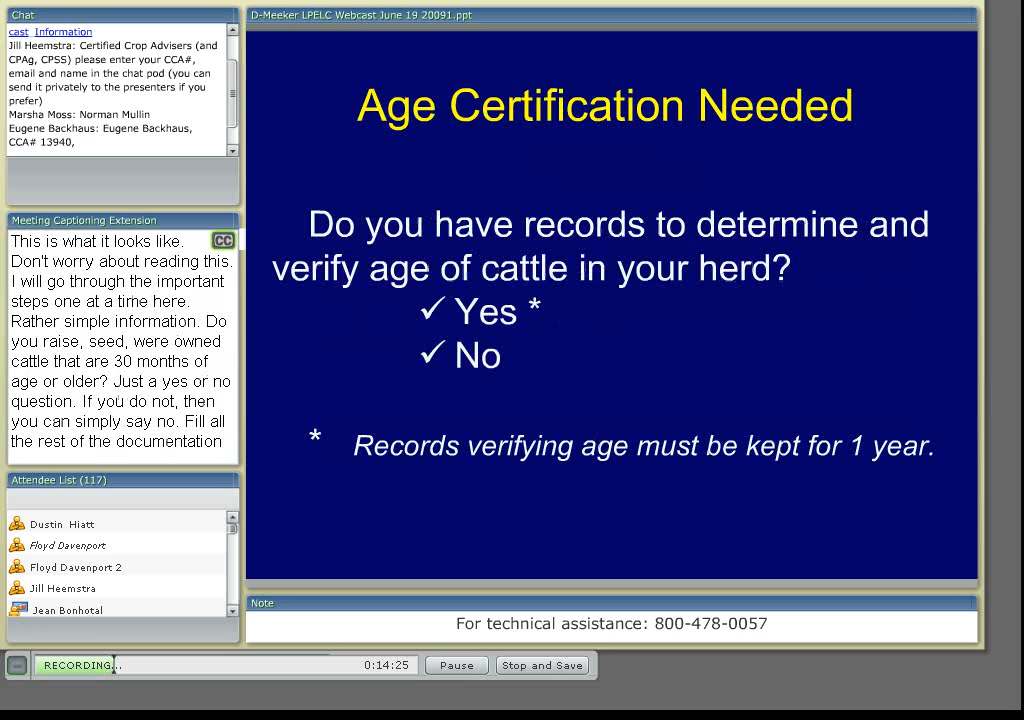 Chat
cast Information
Jill Heemstra: Certified Crop Advisers (and
CPAg, CPSS) please enter your CCA#,
email and name in the chat pod (you can
send it privately to the presenters if you
prefer)
Marsha Moss: Norman Mullin
Eugene Backhaus: Eugene Backhaus,
CCA# 13940,
Meeting Captioning Extension
CC
This is what it looks like.
Don't worry about reading this.
I will go through the important
steps one at a time here.
Rather simple information. Do
you raise, seed, were owned
cattle that are 30 months of
age or older? Just a yes or no
question. If you do not, then
you can simply say no. Fill all
the rest of the documentation
Attendee List (117)
Dustin Hiatt
Floyd Davenport
Floyd Davenport 2
Jill Heemstra
Jean Bonhotal
D-Meeker LPELC Webcast June 19 20091.ppt
Age Certification Needed
Do you have records to determine and
verify age of cattle in your herd?
✓ Yes *
✓ No
* Records verifying age must be kept for 1 year.
Note
For technical assistance: 800-478-0057
RECORDING... 0:14:25 Pause Stop and Save